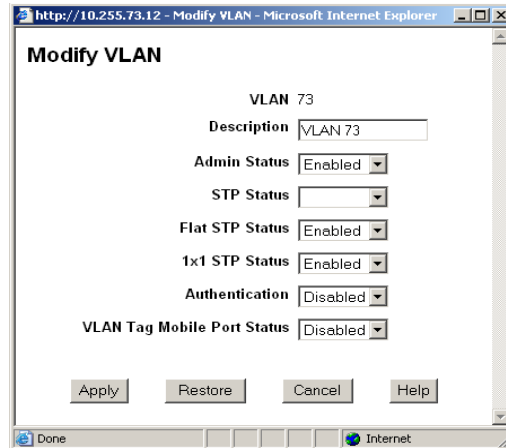 http://10.255.73.12 - Modify VLAN - Microsoft Internet Explorer
Modify VLAN
VLAN 73
Description VLAN 73
Admin Status Enabled
STP Status
Flat STP Status Enabled
1x1 STP Status Enabled
Authentication Disabled
VLAN Tag Mobile Port Status Disabled
Apply Restore Cancel Help
Done Internet